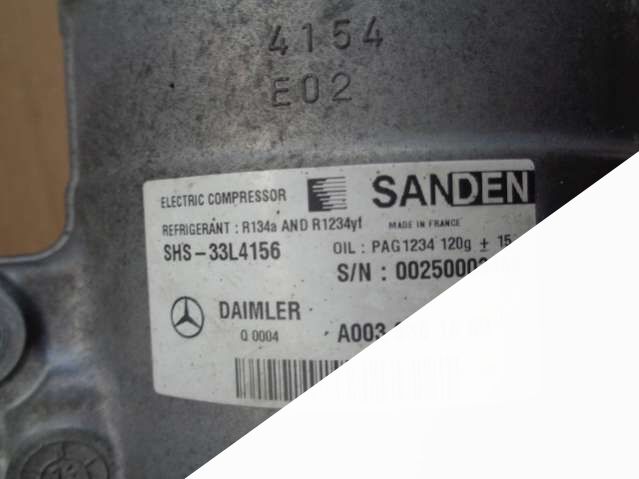 4154
E02
ELECTRIC COMPRESSOR SANDEN
REFRIGERANT : R134a AND R1234yf MADE IN FRANCE
SHS-33L4156 OIL : PAG1234 120g ± 15
S/N :
DAIMLER
Q 0004 A003